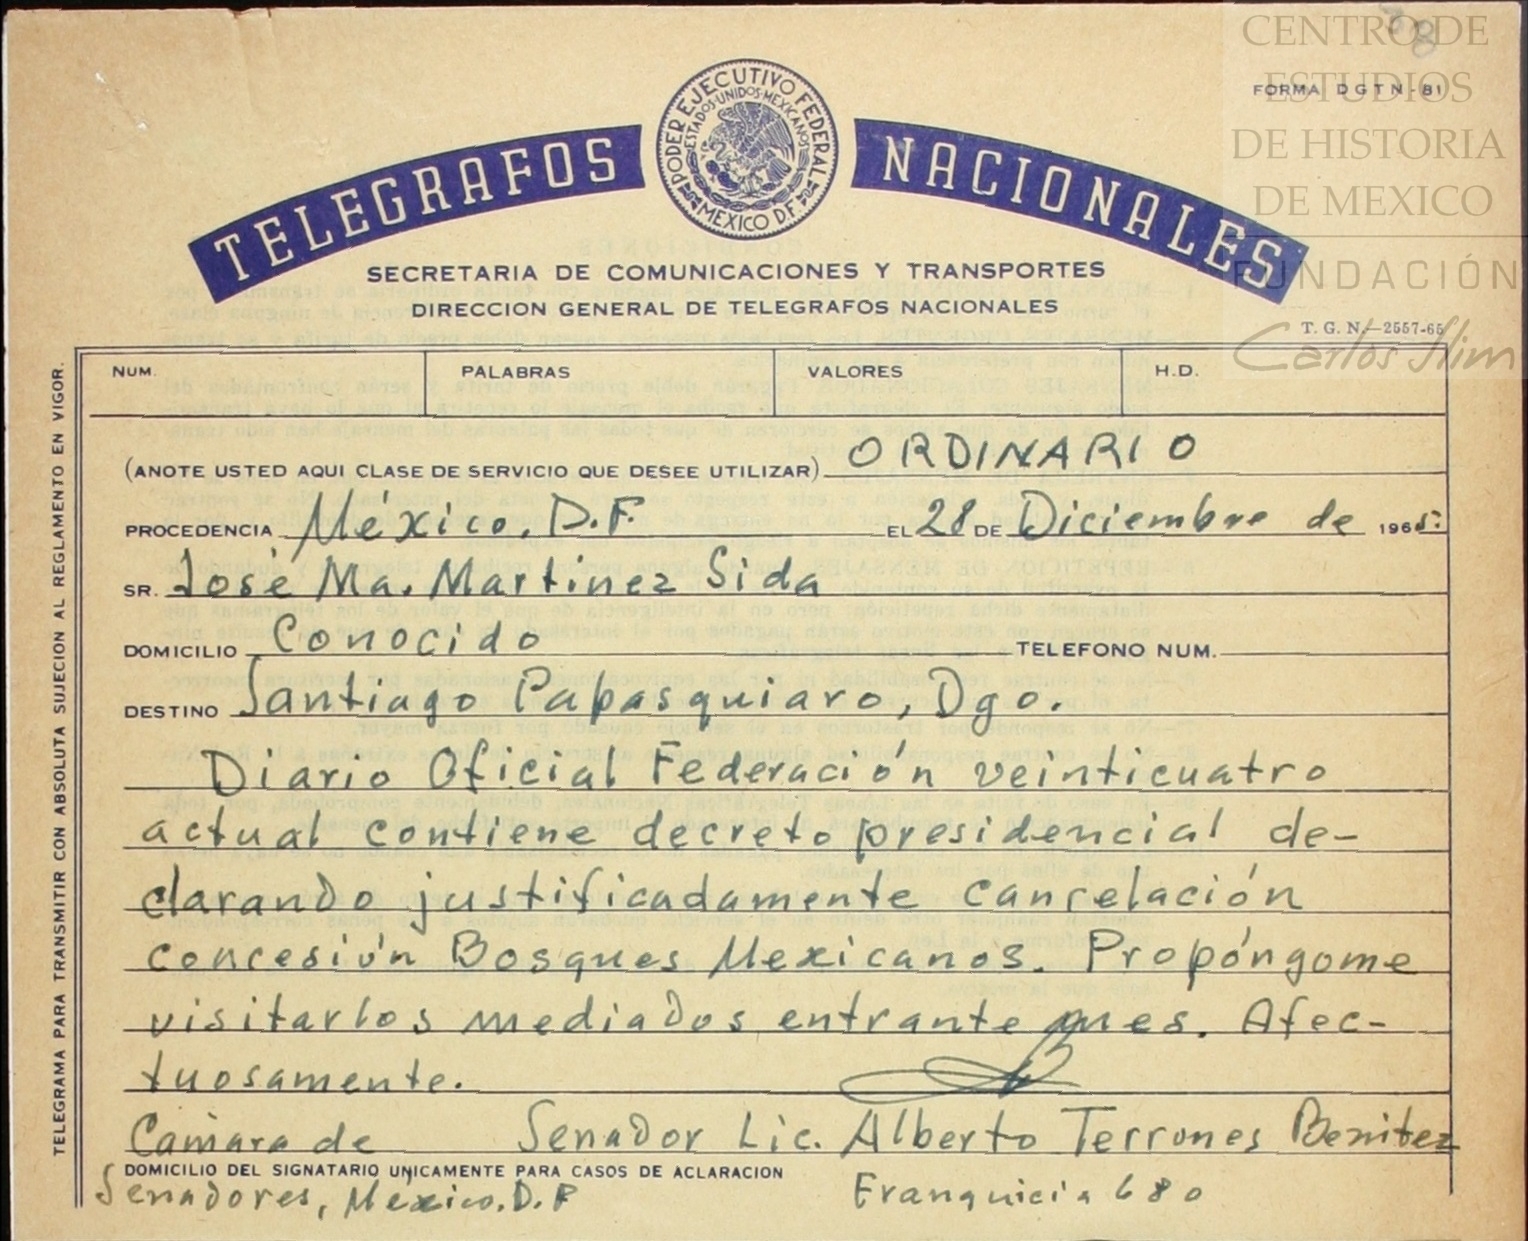 38
CENTRO DE
ESTUDIOS
DE HISTORIA
DE MEXICO
FUNDACIÓN
Carlos Slim
FORMA DGTN-81
TELEGRAFOS NACIONALES
PODER EJECUTIVO FEDERAL
ESTADOS·UNIDOS·MEXICANOS
MEXICO D.F.
SECRETARIA DE COMUNICACIONES Y TRANSPORTES
DIRECCION GENERAL DE TELEGRAFOS NACIONALES
T. G. N.—2557-65
NUM. PALABRAS VALORES H.D.
(ANOTE USTED AQUI CLASE DE SERVICIO QUE DESEE UTILIZAR) ORDINARIO
PROCEDENCIA México, D.F. EL 28 DE Diciembre de 1965:
SR. José Ma. Martinez Sida
DOMICILIO Conocido TELEFONO NUM.
DESTINO Santiago Papasquiaro, Dgo.
Diario Oficial Federación veinticuatro
actual contiene decreto presidencial de-
clarando justificadamente cancelación
concesión Bosques Mexicanos. Propóngome
visitarlos mediados entrante mes. Afec-
tuosamente.
Cámara de Senador Lic. Alberto Terrones Benitez
DOMICILIO DEL SIGNATARIO UNICAMENTE PARA CASOS DE ACLARACION
Senadores, México. D. F Franquicia 680
TELEGRAMA PARA TRANSMITIR CON ABSOLUTA SUJECION AL REGLAMENTO EN VIGOR.